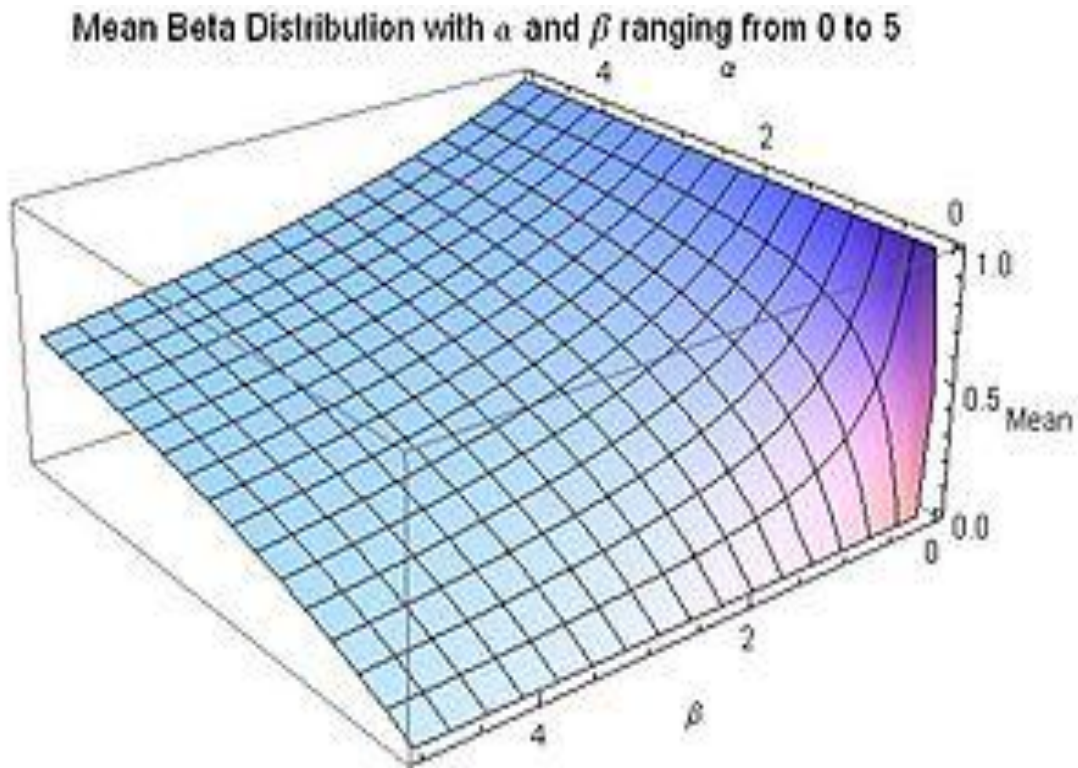 Mean Beta Distribution with α and β ranging from 0 to 5
4
α
2
0
1.0
0.5
Mean
0.0
0
2
β
4